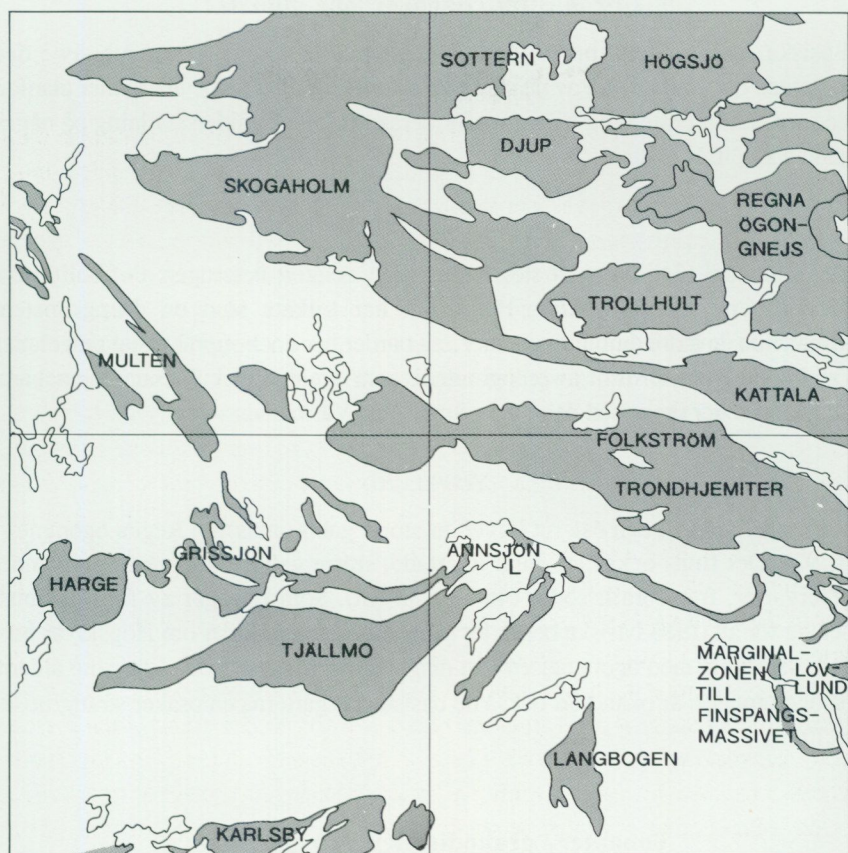 SOTTERN
HÖGSJÖ
DJUP
SKOGAHOLM
REGNA
ÖGON-
GNEJS
TROLLHULT
MULTEN
KATTALA
FOLKSTRÖM
TRONDHJEMITER
GRISSJÖN
ANNSJÖN
L
HARGE
TJÄLLMO
MARGINAL-
ZONEN
TILL
FINSPÅNGS-
MASSIVET
LÖV-
LUND
LÅNGBOGEN
KARLSBY